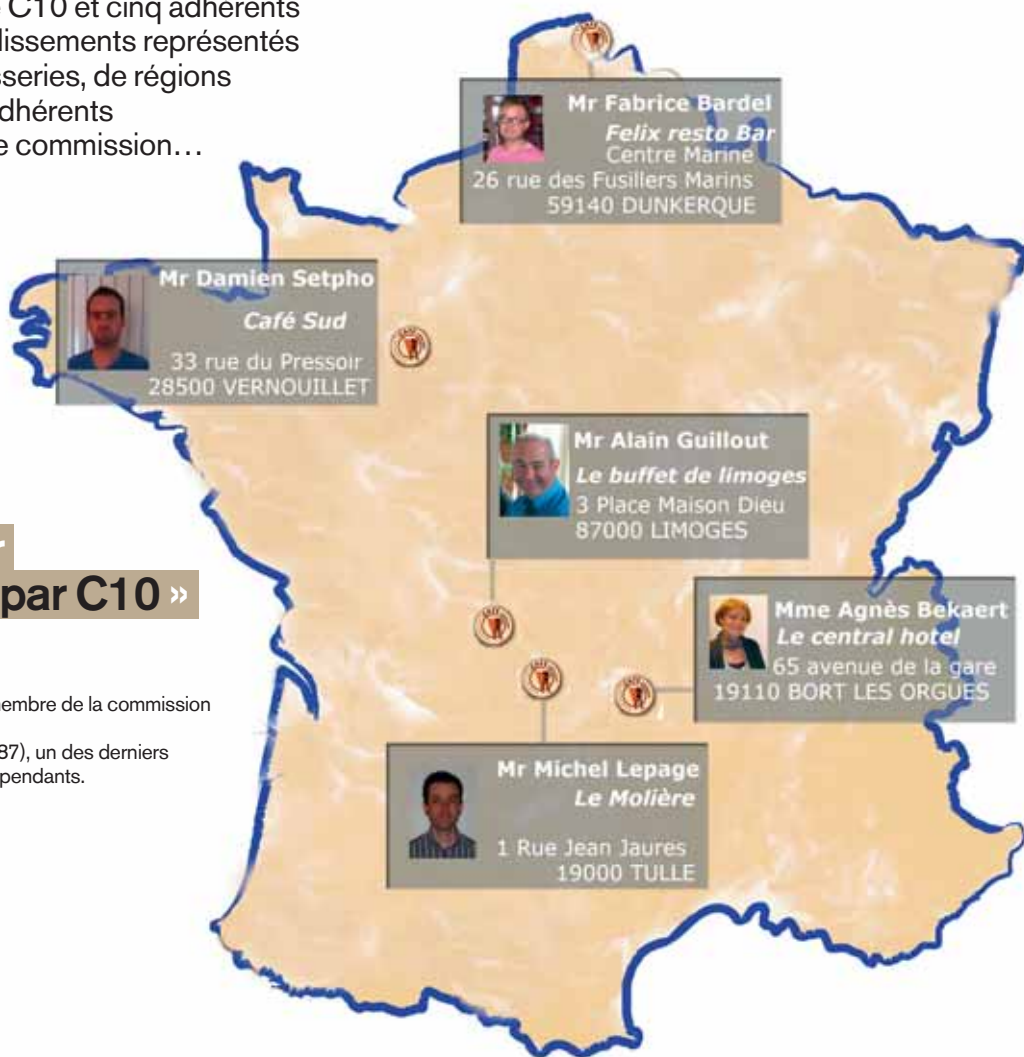 C10 et cinq adhérents
lissements représentés
sseries, de régions
dhérents
e commission…
Mr Fabrice Bardel
Felix resto Bar
Centre Marine
26 rue des Fusillers Marins
59140 DUNKERQUE
Mr Damien Setpho
Café Sud
33 rue du Pressoir
28500 VERNOUILLET
Mr Alain Guillout
Le buffet de limoges
3 Place Maison Dieu
87000 LIMOGES
par C10 »
Mme Agnès Bekaert
Le central hotel
65 avenue de la gare
19110 BORT LES ORGUES
membre de la commission
87), un des derniers
pendants.
Mr Michel Lepage
Le Molière
1 Rue Jean Jaurès
19000 TULLE